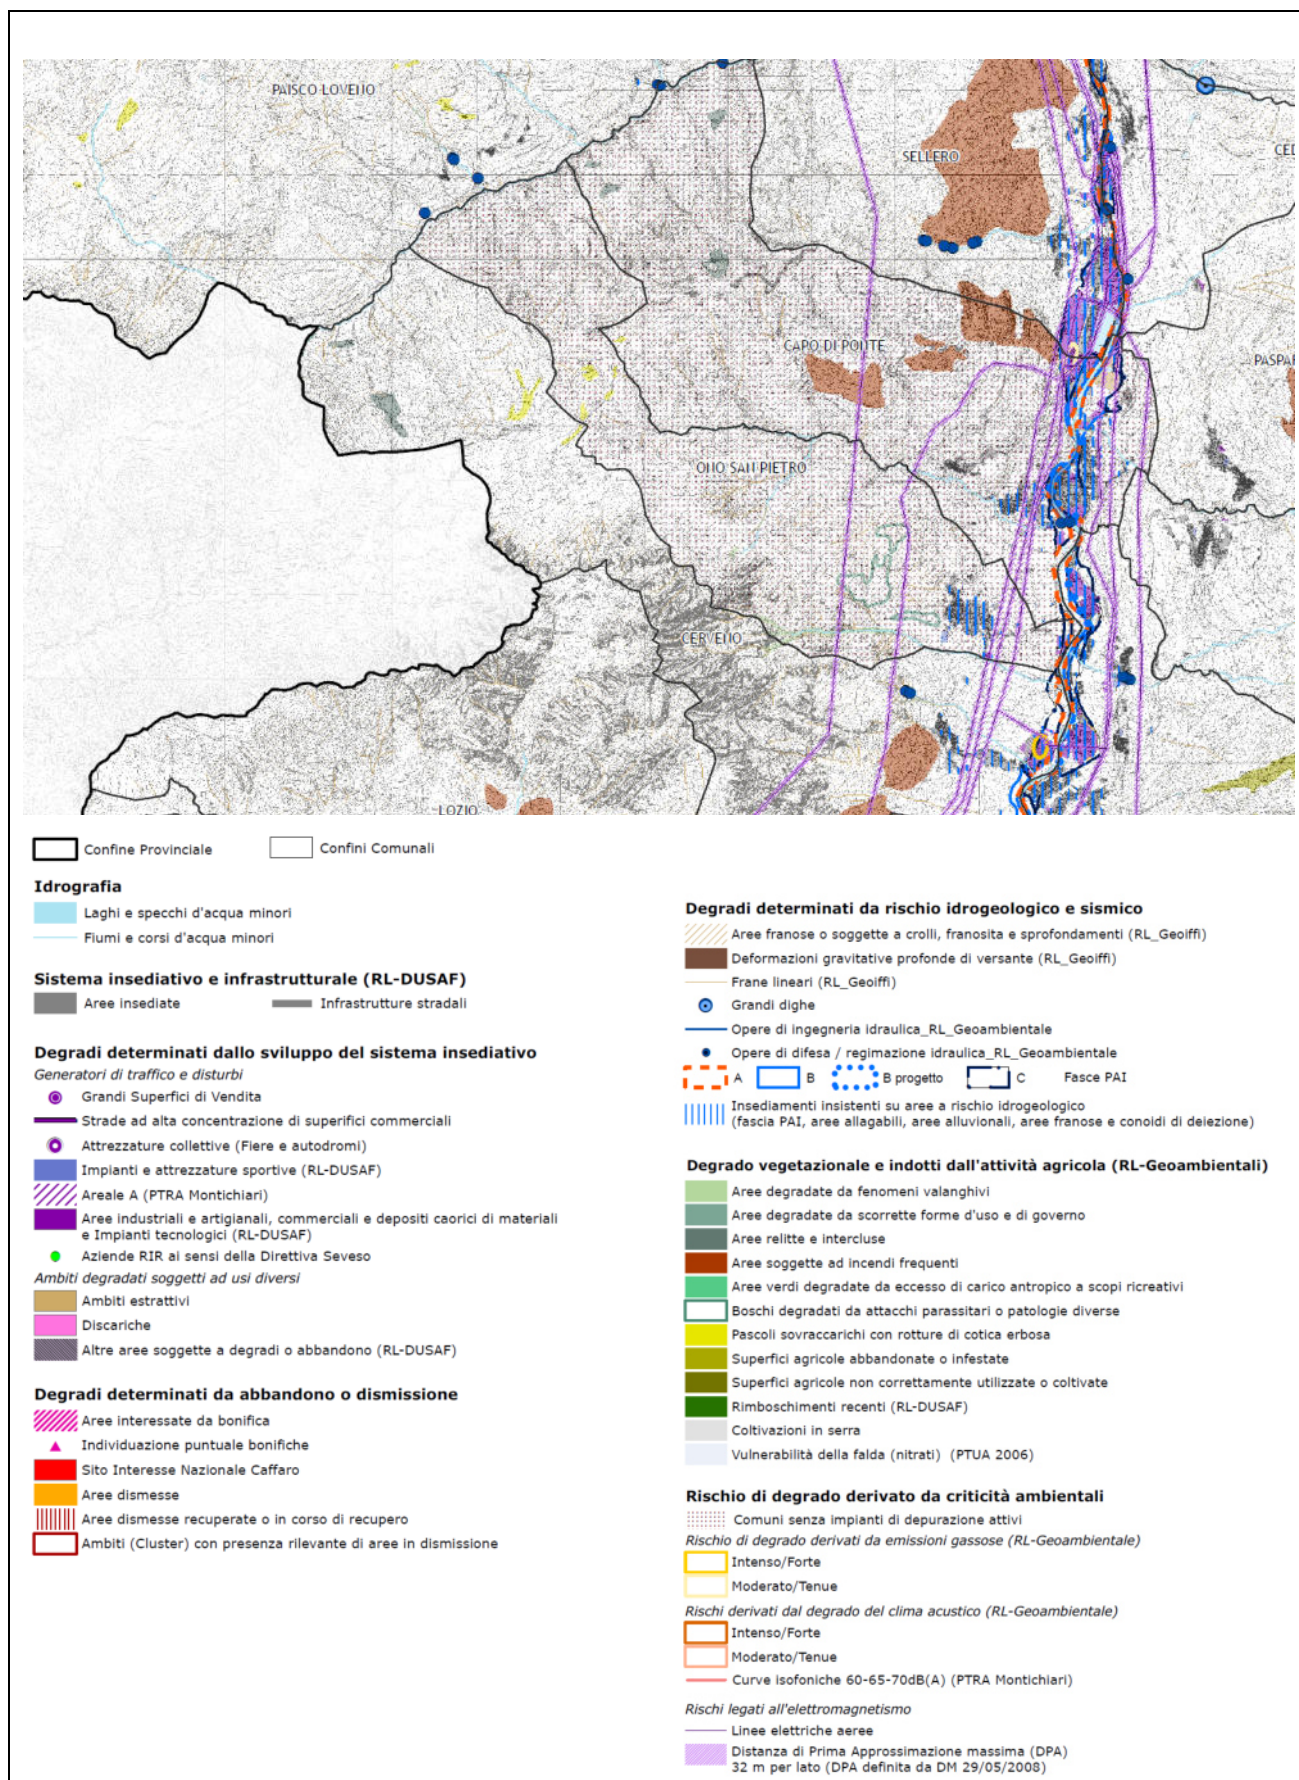 PAISCO LOVENO
SELLERO
CED
CAPO DI PONTE
PASPAR
ONO SAN PIETRO
CERVENO
LOZIO
Confine Provinciale
Confini Comunali
Idrografia
Laghi e specchi d'acqua minori
Fiumi e corsi d'acqua minori
Sistema insediativo e infrastrutturale (RL-DUSAF)
Aree insediate
Infrastrutture stradali
Degradi determinati dallo sviluppo del sistema insediativo
Generatori di traffico e disturbi
Grandi Superfici di Vendita
Strade ad alta concentrazione di superifici commerciali
Attrezzature collettive (Fiere e autodromi)
Impianti e attrezzature sportive (RL-DUSAF)
Areale A (PTRA Montichiari)
Aree industriali e artigianali, commerciali e depositi caorici di materiali
e Impianti tecnologici (RL-DUSAF)
Aziende RIR ai sensi della Direttiva Seveso
Ambiti degradati soggetti ad usi diversi
Ambiti estrattivi
Discariche
Altre aree soggette a degradi o abbandono (RL-DUSAF)
Degradi determinati da abbandono o dismissione
Aree interessate da bonifica
Individuazione puntuale bonifiche
Sito Interesse Nazionale Caffaro
Aree dismesse
Aree dismesse recuperate o in corso di recupero
Ambiti (Cluster) con presenza rilevante di aree in dismissione
Degradi determinati da rischio idrogeologico e sismico
Aree franose o soggette a crolli, franosita e sprofondamenti (RL_Geoiffi)
Deformazioni gravitative profonde di versante (RL_Geoiffi)
Frane lineari (RL_Geoiffi)
Grandi dighe
Opere di ingegneria idraulica_RL_Geoambientale
Opere di difesa / regimazione idraulica_RL_Geoambientale
A B B progetto C Fasce PAI
Insediamenti insistenti su aree a rischio idrogeologico
(fascia PAI, aree allagabili, aree alluvionali, aree franose e conoidi di deiezione)
Degrado vegetazionale e indotti dall'attività agricola (RL-Geoambientali)
Aree degradate da fenomeni valanghivi
Aree degradate da scorrette forme d'uso e di governo
Aree relitte e intercluse
Aree soggette ad incendi frequenti
Aree verdi degradate da eccesso di carico antropico a scopi ricreativi
Boschi degradati da attacchi parassitari o patologie diverse
Pascoli sovraccarichi con rotture di cotica erbosa
Superfici agricole abbandonate o infestate
Superfici agricole non correttamente utilizzate o coltivate
Rimboschimenti recenti (RL-DUSAF)
Coltivazioni in serra
Vulnerabilità della falda (nitrati) (PTUA 2006)
Rischio di degrado derivato da criticità ambientali
Comuni senza impianti di depurazione attivi
Rischio di degrado derivati da emissioni gassose (RL-Geoambientale)
Intenso/Forte
Moderato/Tenue
Rischi derivati dal degrado del clima acustico (RL-Geoambientale)
Intenso/Forte
Moderato/Tenue
Curve isofoniche 60-65-70dB(A) (PTRA Montichiari)
Rischi legati all'elettromagnetismo
Linee elettriche aeree
Distanza di Prima Approssimazione massima (DPA)
32 m per lato (DPA definita da DM 29/05/2008)